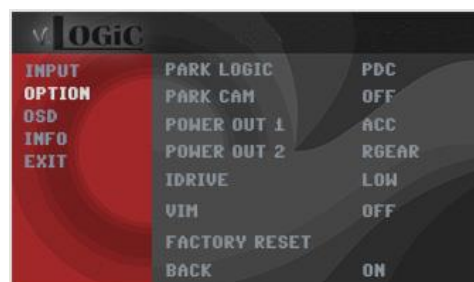 v.LOGiC
INPUT
OPTION
OSD
INFO
EXIT
PARK LOGIC PDC
PARK CAM OFF
POWER OUT 1 ACC
POWER OUT 2 RGEAR
IDRIVE LOW
VIM OFF
FACTORY RESET
BACK ON